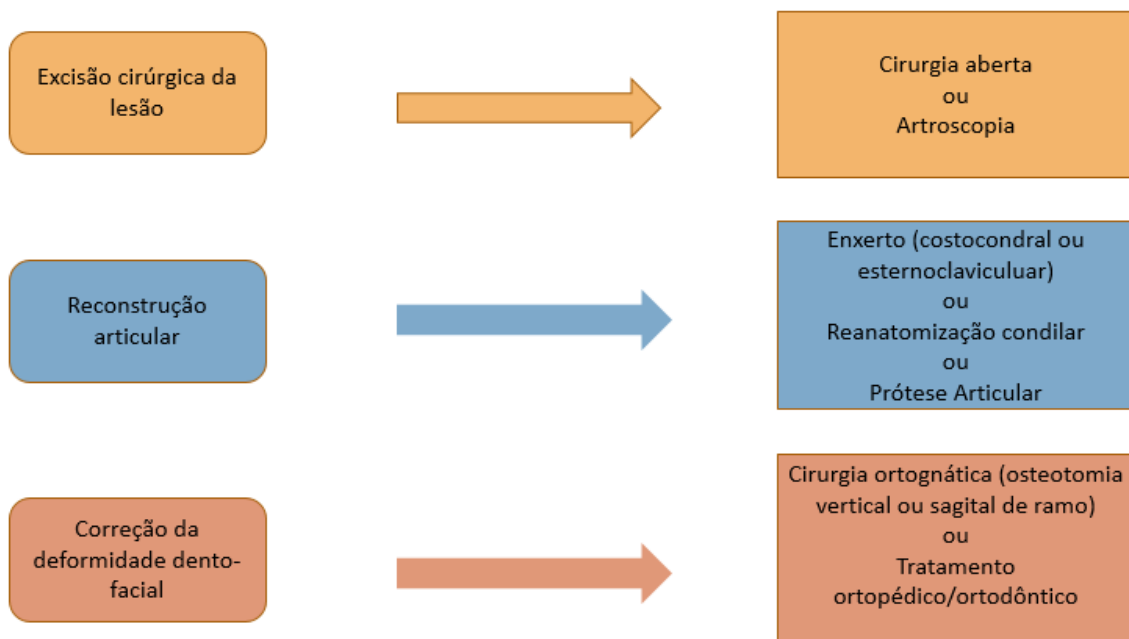 Excisão cirúrgica da
lesão
Cirurgia aberta
ou
Artroscopia
Reconstrução
articular
Enxerto (costocondral ou
esternoclaviculuar)
ou
Reanatomização condilar
ou
Prótese Articular
Correção da
deformidade dento-
facial
Cirurgia ortognática (osteotomia
vertical ou sagital de ramo)
ou
Tratamento
ortopédico/ortodôntico